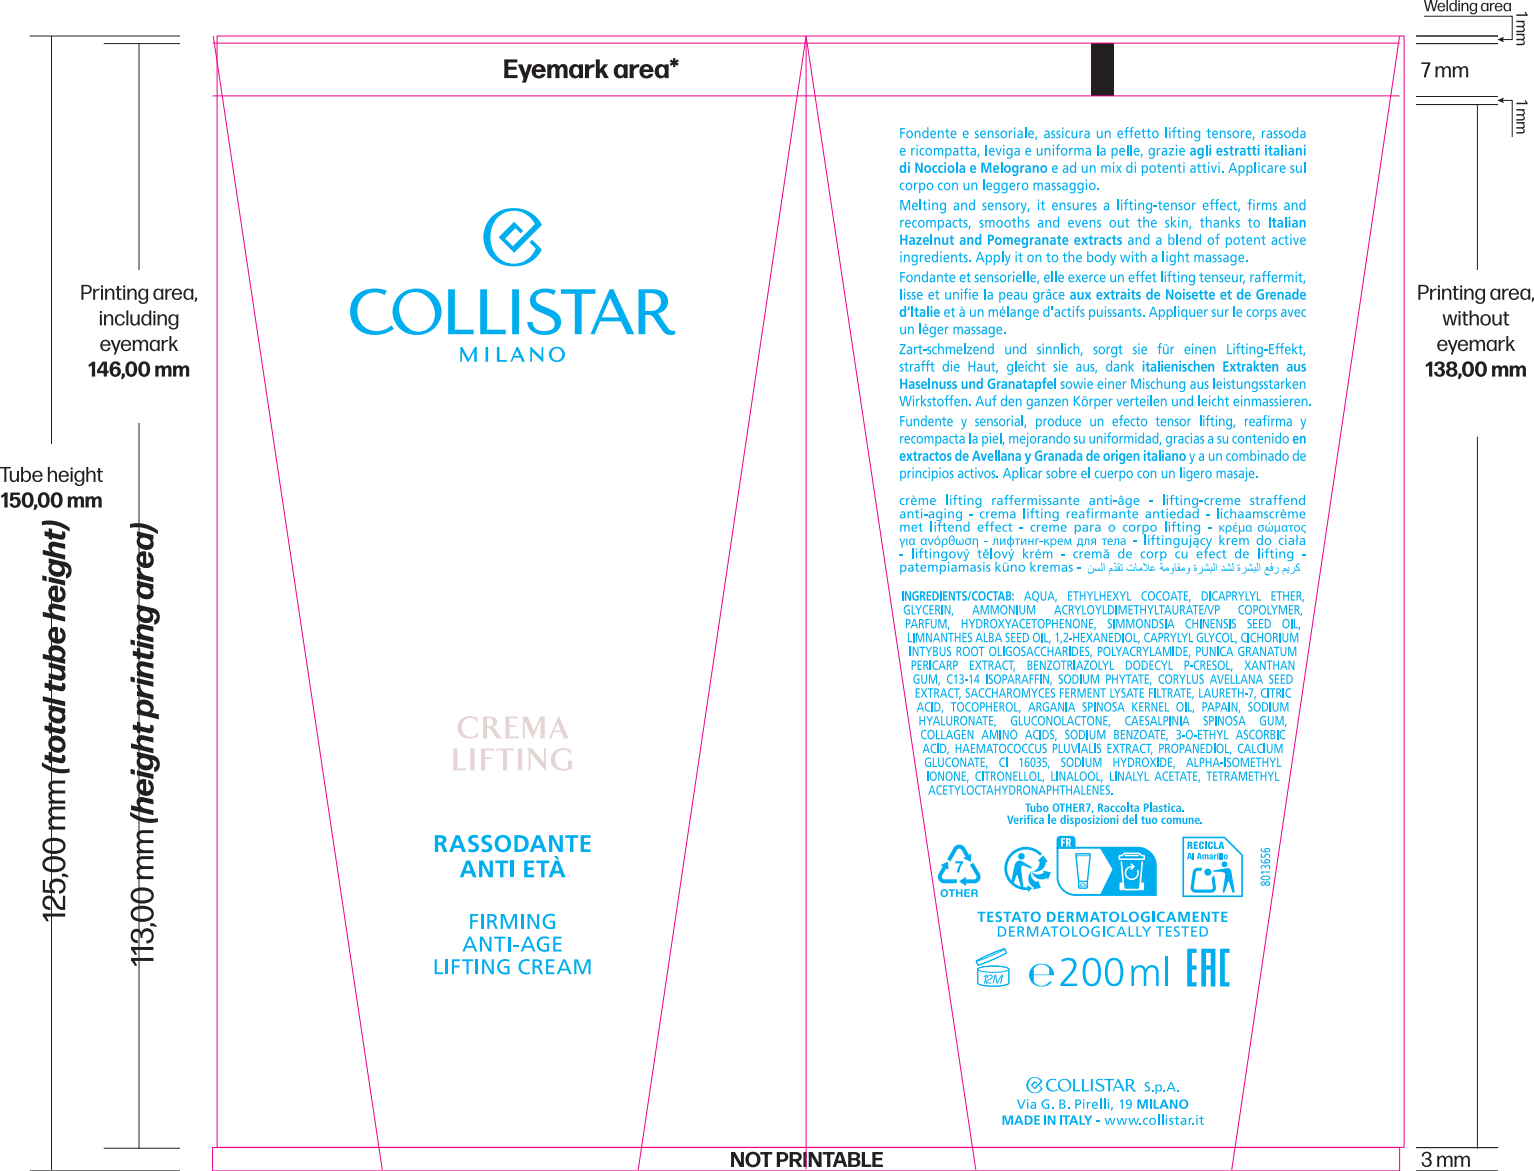 Welding area
1 mm
7 mm
1 mm
Eyemark area*
Printing area,
including
eyemark
146,00 mm
Tube height
150,00 mm
125,00 mm (total tube height)
113,00 mm (height printing area)
Printing area,
without
eyemark
138,00 mm
3 mm
COLLISTAR
MILANO
CREMA
LIFTING
RASSODANTE
ANTI ETÀ
FIRMING
ANTI-AGE
LIFTING CREAM
Fondente e sensoriale, assicura un effetto lifting tensore, rassoda
e ricompatta, leviga e uniforma la pelle, grazie agli estratti italiani
di Nocciola e Melograno e ad un mix di potenti attivi. Applicare sul
corpo con un leggero massaggio.
Melting and sensory, it ensures a lifting-tensor effect, firms and
recompacts, smooths and evens out the skin, thanks to Italian
Hazelnut and Pomegranate extracts and a blend of potent active
ingredients. Apply it on to the body with a light massage.
Fondante et sensorielle, elle exerce un effet lifting tenseur, raffermit,
lisse et unifie la peau grâce aux extraits de Noisette et de Grenade
d’Italie et à un mélange d'actifs puissants. Appliquer sur le corps avec
un léger massage.
Zart-schmelzend und sinnlich, sorgt sie für einen Lifting-Effekt,
strafft die Haut, gleicht sie aus, dank italienischen Extrakten aus
Haselnuss und Granatapfel sowie einer Mischung aus leistungsstarken
Wirkstoffen. Auf den ganzen Körper verteilen und leicht einmassieren.
Fundente y sensorial, produce un efecto tensor lifting, reafirma y
recompacta la piel, mejorando su uniformidad, gracias a su contenido en
extractos de Avellana y Granada de origen italiano y a un combinado de
principios activos. Aplicar sobre el cuerpo con un ligero masaje.
crème lifting raffermissante anti-âge - lifting-creme straffend
anti-aging - crema lifting reafirmante antiedad - lichaamscrème
met liftend effect - creme para o corpo lifting - κρέμα σώματος
για ανόρθωση - лифтинг-крем для тела - liftingujący krem do ciała
- liftingový tělový krém - cremă de corp cu efect de lifting -
patempiamasis kūno kremas - كريم رفع البشرة لشد البشرة ومقاومة علامات تقدّم السن
INGREDIENTS/COCTAB: AQUA, ETHYLHEXYL COCOATE, DICAPRYLYL ETHER,
GLYCERIN, AMMONIUM ACRYLOYLDIMETHYLTAURATE/VP COPOLYMER,
PARFUM, HYDROXYACETOPHENONE, SIMMONDSIA CHINENSIS SEED OIL,
LIMNANTHES ALBA SEED OIL, 1,2-HEXANEDIOL, CAPRYLYL GLYCOL, CICHORIUM
INTYBUS ROOT OLIGOSACCHARIDES, POLYACRYLAMIDE, PUNICA GRANATUM
PERICARP EXTRACT, BENZOTRIAZOLYL DODECYL P-CRESOL, XANTHAN
GUM, C13-14 ISOPARAFFIN, SODIUM PHYTATE, CORYLUS AVELLANA SEED
EXTRACT, SACCHAROMYCES FERMENT LYSATE FILTRATE, LAURETH-7, CITRIC
ACID, TOCOPHEROL, ARGANIA SPINOSA KERNEL OIL, PAPAIN, SODIUM
HYALURONATE, GLUCONOLACTONE, CAESALPINIA SPINOSA GUM,
COLLAGEN AMINO ACIDS, SODIUM BENZOATE, 3-O-ETHYL ASCORBIC
ACID, HAEMATOCOCCUS PLUVIALIS EXTRACT, PROPANEDIOL, CALCIUM
GLUCONATE, CI 16035, SODIUM HYDROXIDE, ALPHA-ISOMETHYL
IONONE, CITRONELLOL, LINALOOL, LINALYL ACETATE, TETRAMETHYL
ACETYLOCTAHYDRONAPHTHALENES.
Tubo OTHER7, Raccolta Plastica.
Verifica le disposizioni del tuo comune.
7
OTHER
FR
RECICLA
Al Amarillo
8013656
TESTATO DERMATOLOGICAMENTE
DERMATOLOGICALLY TESTED
12M
℮ 200 ml EAC
COLLISTAR S.p.A.
Via G. B. Pirelli, 19 MILANO
MADE IN ITALY - www.collistar.it
NOT PRINTABLE